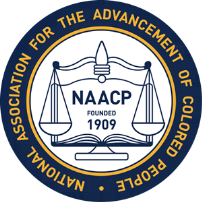 NATIONAL ASSOCIATION FOR THE ADVANCEMENT OF COLORED PEOPLE
NAACP
FOUNDED
1909